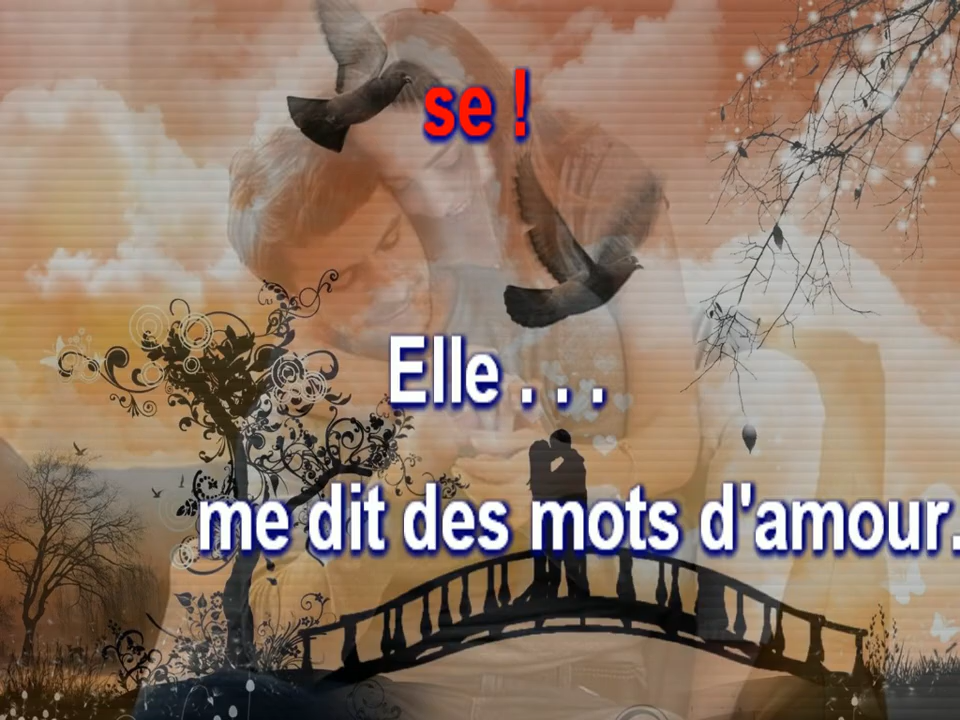 se !
Elle . . .
me dit des mots d'amour.